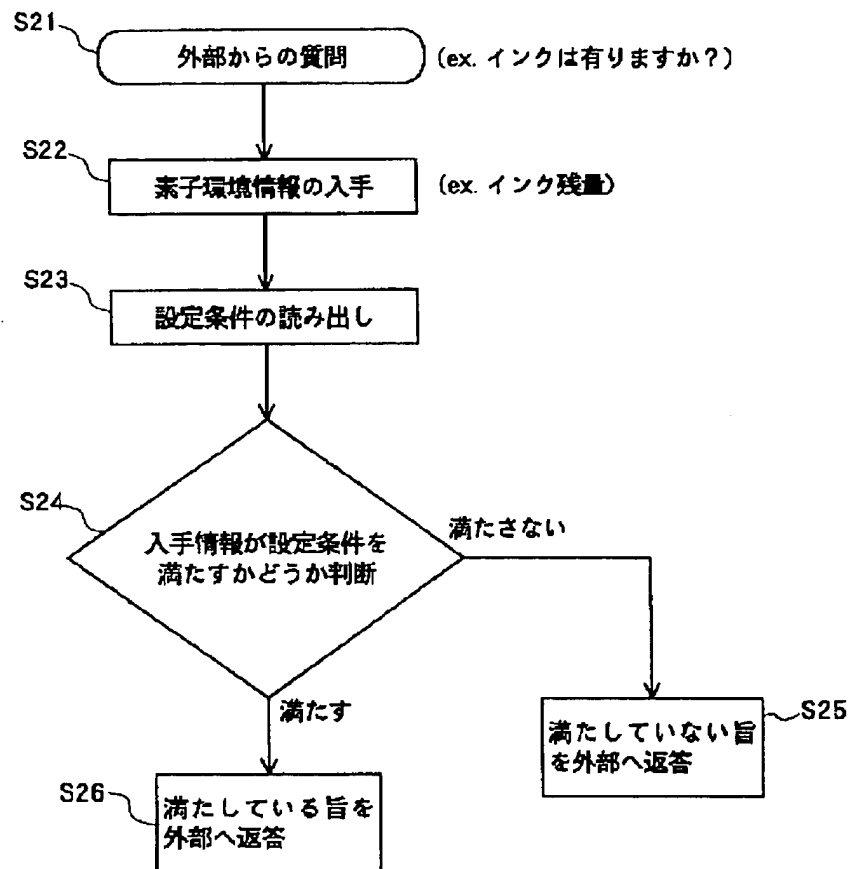 S21
外部からの質問
(ex. インクは有りますか?)
S22
素子環境情報の入手
(ex. インク残量)
S23
設定条件の読み出し
S24
入手情報が設定条件を
満たすかどうか判断
満たさない
満たす
S25
満たしていない旨
を外部へ返答
S26
満たしている旨を
外部へ返答